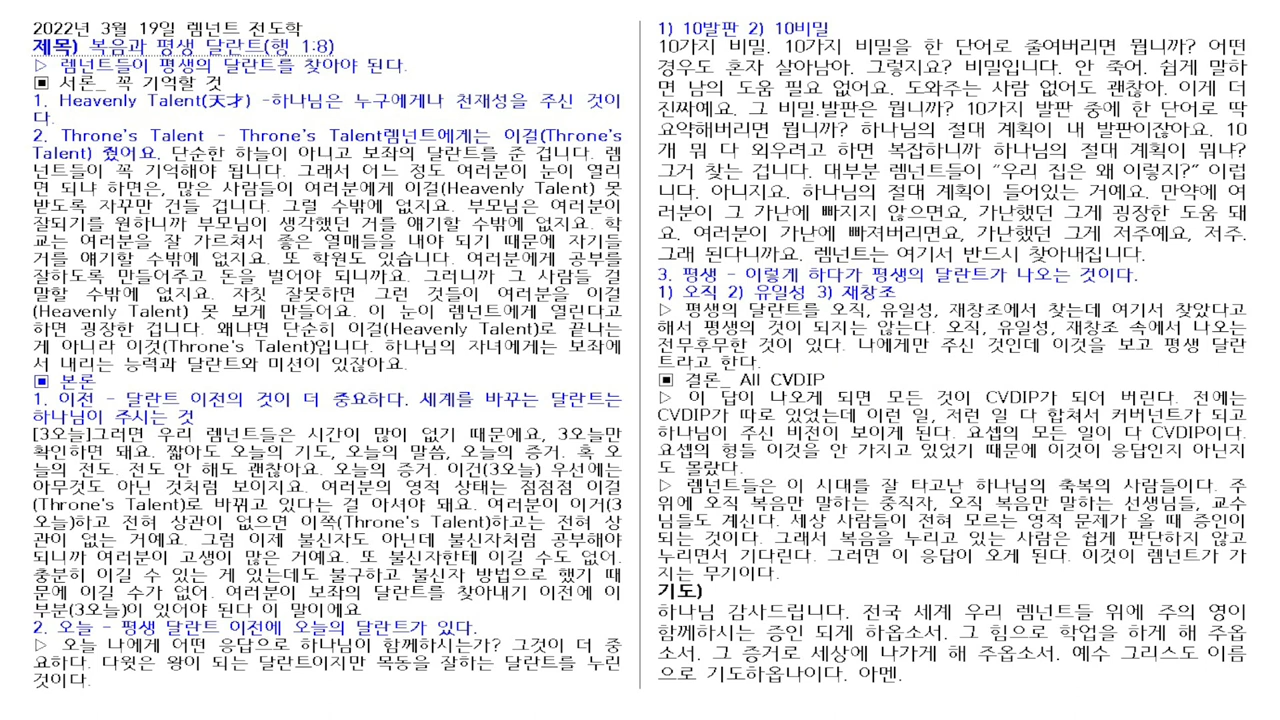 2022년 3월 19일 렘넌트 전도학
제목) 복음과 평생 달란트(행 1:8)
▷ 렘넌트들이 평생의 달란트를 찾아야 된다.
▣ 서론_ 꼭 기억할 것
1. Heavenly Talent(天才) -하나님은 누구에게나 천재성을 주신 것이
다.
2. Throne's Talent - Throne's Talent렘넌트에게는 이걸(Throne's
Talent) 줬어요. 단순한 하늘이 아니고 보좌의 달란트를 준 겁니다. 렘
넌트들이 꼭 기억해야 됩니다. 그래서 어느 정도 여러분이 눈이 열리
면 되냐 하면은, 많은 사람들이 여러분에게 이걸(Heavenly Talent) 못
받도록 자꾸만 건들 겁니다. 그럴 수밖에 없지요. 부모님은 여러분이
잘되기를 원하니까 부모님이 생각했던 거를 얘기할 수밖에 없지요. 학
교는 여러분을 잘 가르쳐서 좋은 열매들을 내야 되기 때문에 자기들
거를 얘기할 수밖에 없지요. 또 학원도 있습니다. 여러분에게 공부를
잘하도록 만들어주고 돈을 벌어야 되니까요. 그러니까 그 사람들 걸
말할 수밖에 없지요. 자칫 잘못하면 그런 것들이 여러분을 이걸
(Heavenly Talent) 못 보게 만들어요. 이 눈이 렘넌트에게 열린다고
하면 굉장한 겁니다. 왜냐면 단순히 이걸(Heavenly Talent)로 끝나는
게 아니라 이것(Throne's Talent)입니다. 하나님의 자녀에게는 보좌에
서 내리는 능력과 달란트와 미션이 있잖아요.
▣ 본론
1. 이전 - 달란트 이전의 것이 더 중요하다. 세계를 바꾸는 달란트는
하나님이 주시는 것
[3오늘]그러면 우리 렘넌트들은 시간이 많이 없기 때문에요, 3오늘만
확인하면 돼요. 짧아도 오늘의 기도, 오늘의 말씀, 오늘의 증거. 혹 오
늘의 전도. 전도 안 해도 괜찮아요. 오늘의 증거. 이건(3오늘) 우선에는
아무것도 아닌 것처럼 보이지요. 여러분의 영적 상태는 점점점 이걸
(Throne's Talent)로 바뀌고 있다는 걸 아셔야 돼요. 여러분이 이거(3
오늘)하고 전혀 상관이 없으면 이쪽(Throne's Talent)하고는 전혀 상
관이 없는 거예요. 그럼 이제 불신자도 아닌데 불신자처럼 공부해야
되니까 여러분이 고생이 많은 거예요. 또 불신자한테 이길 수도 없어.
충분히 이길 수 있는 게 있는데도 불구하고 불신자 방법으로 했기 때
문에 이길 수가 없어. 여러분이 보좌의 달란트를 찾아내기 이전에 이
부분(3오늘)이 있어야 된다 이 말이에요
2. 오늘 - 평생 달란트 이전에 오늘의 달란트가 있다.
▷ 오늘 나에게 어떤 응답으로 하나님이 함께하시는가? 그것이 더 중
요하다. 다윗은 왕이 되는 달란트이지만 목동을 잘하는 달란트를 누린
것이다.
1) 10발판 2) 10비밀
10가지 비밀. 10가지 비밀을 한 단어로 줄여버리면 뭡니까? 어떤
경우도 혼자 살아남아. 그렇지요? 비밀입니다. 안 죽어. 쉽게 말하
면 남의 도움 필요 없어요. 도와주는 사람 없어도 괜찮아. 이게 더
진짜예요. 그 비밀.발판은 뭡니까? 10가지 발판 중에 한 단어로 딱
요약해버리면 뭡니까? 하나님의 절대 계획이 내 발판이잖아요. 10
개 뭐 다 외우려고 하면 복잡하니까 하나님의 절대 계획이 뭐냐?
그거 찾는 겁니다. 대부분 렘넌트들이 “우리 집은 왜 이렇지?” 이럽
니다. 아니지요. 하나님의 절대 계획이 들어있는 거예요. 만약에 여
러분이 그 가난에 빠지지 않으면요, 가난했던 그게 굉장한 도움 돼
요. 여러분이 가난에 빠져버리면요, 가난했던 그게 저주예요, 저주.
그래 된다니까요. 렘넌트는 여기서 반드시 찾아내집니다.
3. 평생 - 이렇게 하다가 평생의 달란트가 나오는 것이다.
1) 오직 2) 유일성 3) 재창조
▷ 평생의 달란트를 오직, 유일성, 재창조에서 찾는데 여기서 찾았다고
해서 평생의 것이 되지는 않는다. 오직, 유일성, 재창조 속에서 나오는
전무후무한 것이 있다. 나에게만 주신 것인데 이것을 보고 평생 달란
트라고 한다.
▣ 결론_ All CVDIP
▷ 이 답이 나오게 되면 모든 것이 CVDIP가 되어 버린다. 전에는
CVDIP가 따로 있었는데 이런 일, 저런 일 다 합쳐서 커버넌트가 되고
하나님이 주신 비전이 보이게 된다. 요셉의 모든 일이 다 CVDIP이다.
요셉의 형들 이것을 안 가지고 있었기 때문에 이것이 응답인지 아닌지
도 몰랐다.
▷ 렘넌트들은 이 시대를 잘 타고난 하나님의 축복의 사람들이다. 주
위에 오직 복음만 말하는 중직자, 오직 복음만 말하는 선생님들, 교수
님들도 계신다. 세상 사람들이 전혀 모르는 영적 문제가 올 때 증인이
되는 것이다. 그래서 복음을 누리고 있는 사람은 쉽게 판단하지 않고
누리면서 기다린다. 그러면 이 응답이 오게 된다. 이것이 렘넌트가 가
지는 무기이다.
기도)
하나님 감사드립니다. 전국 세계 우리 렘넌트들 위에 주의 영이
함께하시는 증인 되게 하옵소서. 그 힘으로 학업을 하게 해 주옵
소서. 그 증거로 세상에 나가게 해 주옵소서. 예수 그리스도 이름
으로 기도하옵나이다. 아멘.